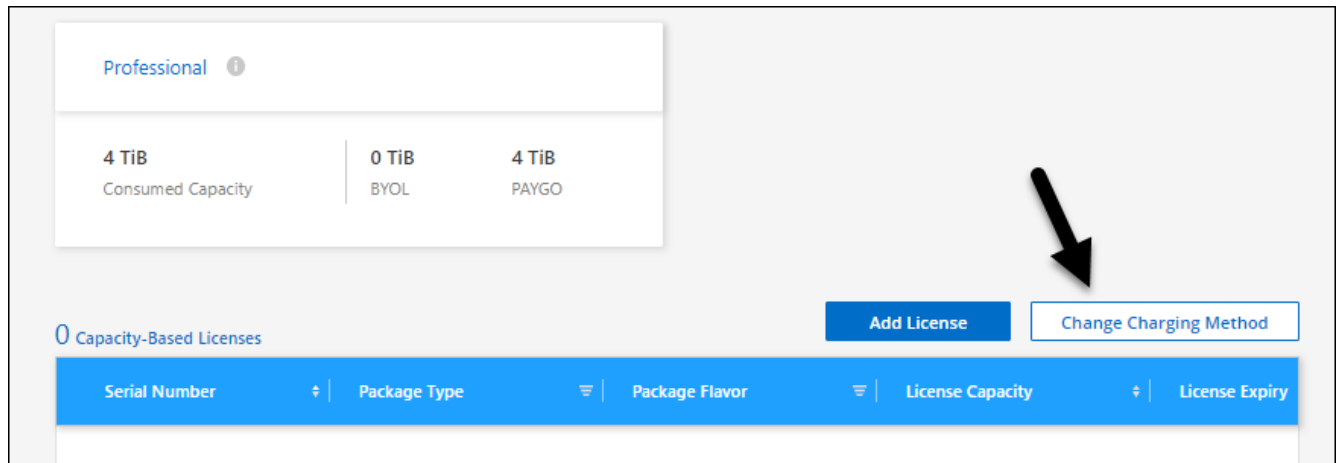 Professional
4 TiB 0 TiB 4 TiB
Consumed Capacity BYOL PAYGO
Add License Change Charging Method
0 Capacity-Based Licenses
Serial Number Package Type Package Flavor License Capacity License Expiry